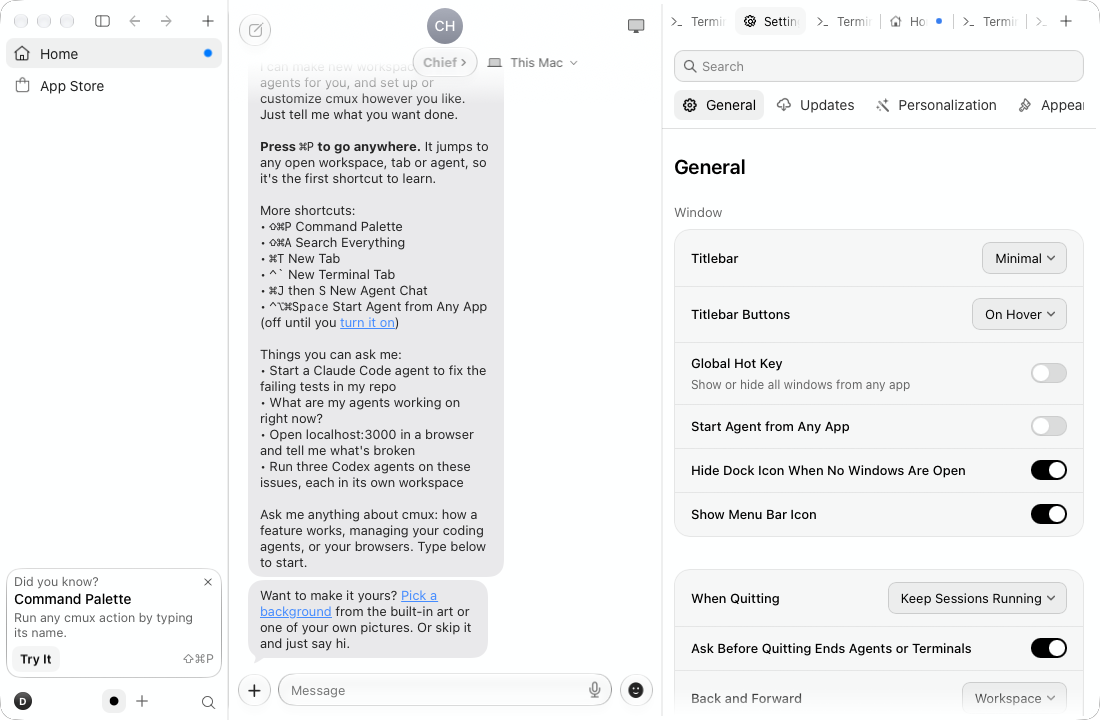 Home
App Store
Did you know?
Command Palette
Run any cmux action by typing
its name.
Try It
⇧⌘P
D
CH
Chief ›
This Mac
I can make new workspaces
agents for you, and set up or
customize cmux however you like.
Just tell me what you want done.
Press ⌘P to go anywhere. It jumps to
any open workspace, tab or agent, so
it's the first shortcut to learn.
More shortcuts:
• ⇧⌘P Command Palette
• ⇧⌘A Search Everything
• ⌘T New Tab
• ^` New Terminal Tab
• ⌘J then S New Agent Chat
• ^⌥⌘Space Start Agent from Any App
(off until you turn it on)
Things you can ask me:
• Start a Claude Code agent to fix the
failing tests in my repo
• What are my agents working on
right now?
• Open localhost:3000 in a browser
and tell me what's broken
• Run three Codex agents on these
issues, each in its own workspace
Ask me anything about cmux: how a
feature works, managing your coding
agents, or your browsers. Type below
to start.
Want to make it yours? Pick a
background from the built-in art or
one of your own pictures. Or skip it
and just say hi.
Message
Termin
Setting
Termin
Ho
Termin
Search
General
Updates
Personalization
Appear
General
Window
Titlebar
Minimal
Titlebar Buttons
On Hover
Global Hot Key
Show or hide all windows from any app
Start Agent from Any App
Hide Dock Icon When No Windows Are Open
Show Menu Bar Icon
When Quitting
Keep Sessions Running
Ask Before Quitting Ends Agents or Terminals
Back and Forward
Workspace